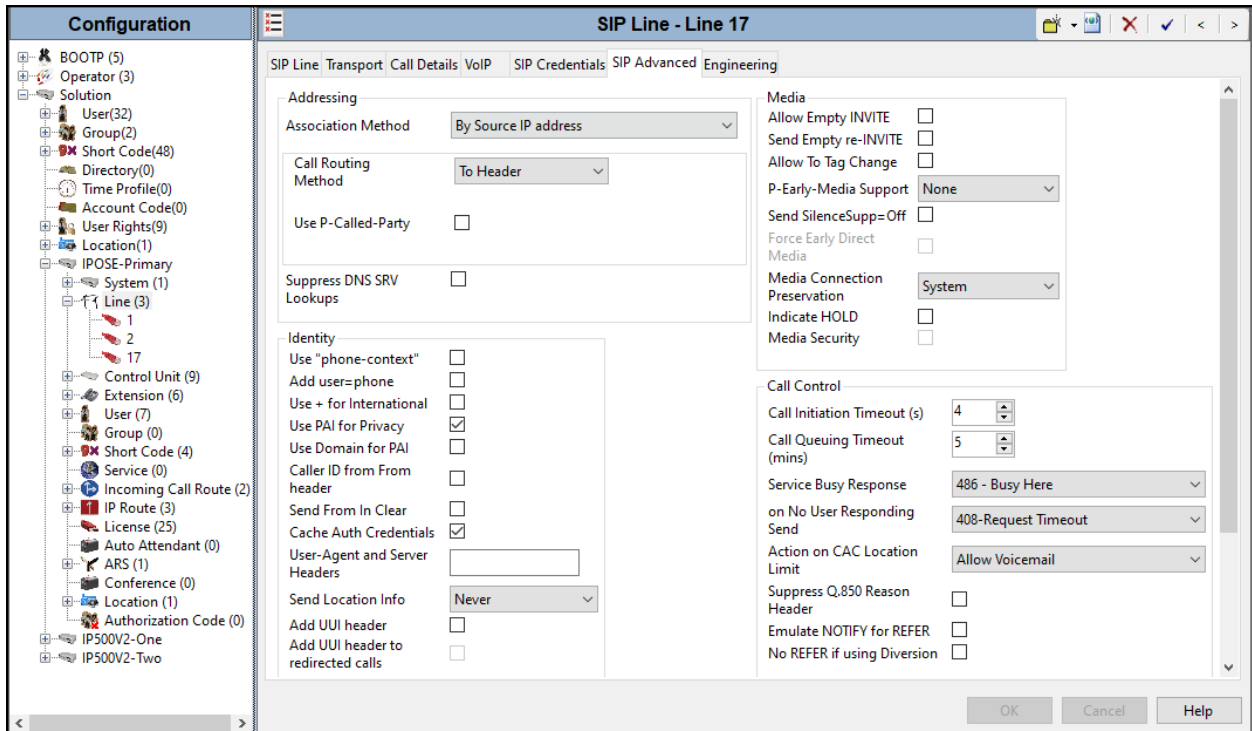 Configuration
BOOTP (5)
Operator (3)
Solution
User(32)
Group(2)
Short Code(48)
Directory(0)
Time Profile(0)
Account Code(0)
User Rights(9)
Location(1)
IPOSE-Primary
System (1)
Line (3)
1
2
17
Control Unit (9)
Extension (6)
User (7)
Group (0)
Short Code (4)
Service (0)
Incoming Call Route (2)
IP Route (3)
License (25)
Auto Attendant (0)
ARS (1)
Conference (0)
Location (1)
Authorization Code (0)
IP500V2-One
IP500V2-Two
SIP Line - Line 17
SIP Line Transport Call Details VoIP SIP Credentials SIP Advanced Engineering
Addressing
Association Method By Source IP address
Call Routing
Method
To Header
Use P-Called-Party
Suppress DNS SRV
Lookups
Identity
Use "phone-context"
Add user=phone
Use + for International
Use PAI for Privacy
Use Domain for PAI
Caller ID from From
header
Send From In Clear
Cache Auth Credentials
User-Agent and Server
Headers
Send Location Info Never
Add UUI header
Add UUI header to
redirected calls
Media
Allow Empty INVITE
Send Empty re-INVITE
Allow To Tag Change
P-Early-Media Support None
Send SilenceSupp=Off
Force Early Direct
Media
Media Connection
Preservation
System
Indicate HOLD
Media Security
Call Control
Call Initiation Timeout (s) 4
Call Queuing Timeout
(mins)
5
Service Busy Response 486 - Busy Here
on No User Responding
Send
408-Request Timeout
Action on CAC Location
Limit
Allow Voicemail
Suppress Q.850 Reason
Header
Emulate NOTIFY for REFER
No REFER if using Diversion
OK Cancel Help